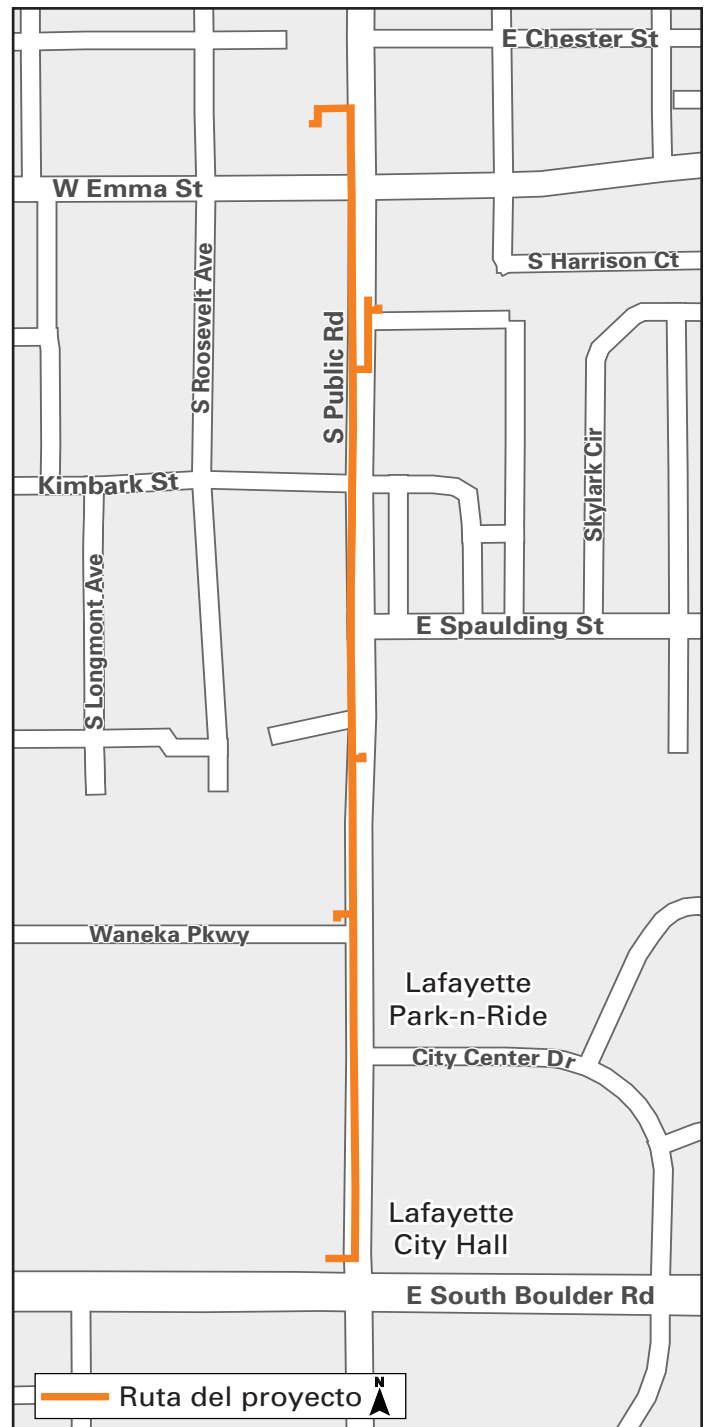 E Chester St
W Emma St
S Harrison Ct
S Roosevelt Ave
S Public Rd
Skylark Cir
Kimbark St
S Longmont Ave
E Spaulding St
Waneka Pkwy
Lafayette
Park-n-Ride
City Center Dr
Lafayette
City Hall
E South Boulder Rd
Ruta del proyecto
N